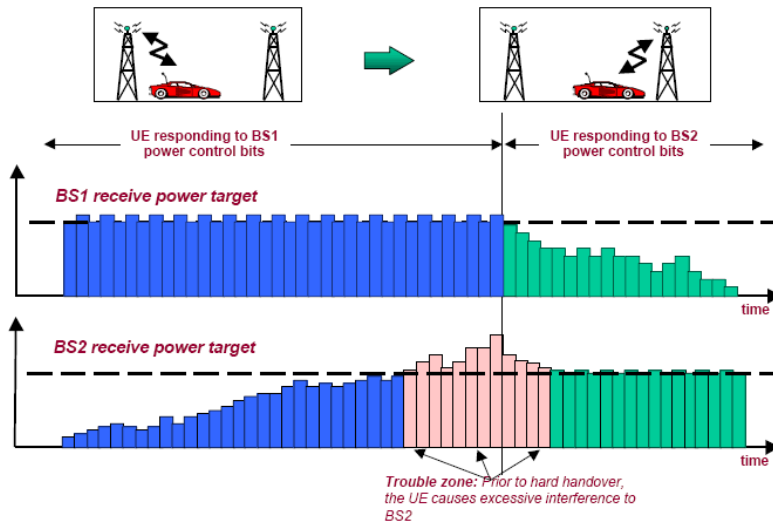 UE responding to BS1
power control bits
UE responding to BS2
power control bits
BS1 receive power target
time
BS2 receive power target
time
Trouble zone: Prior to hard handover,
the UE causes excessive interference to
BS2